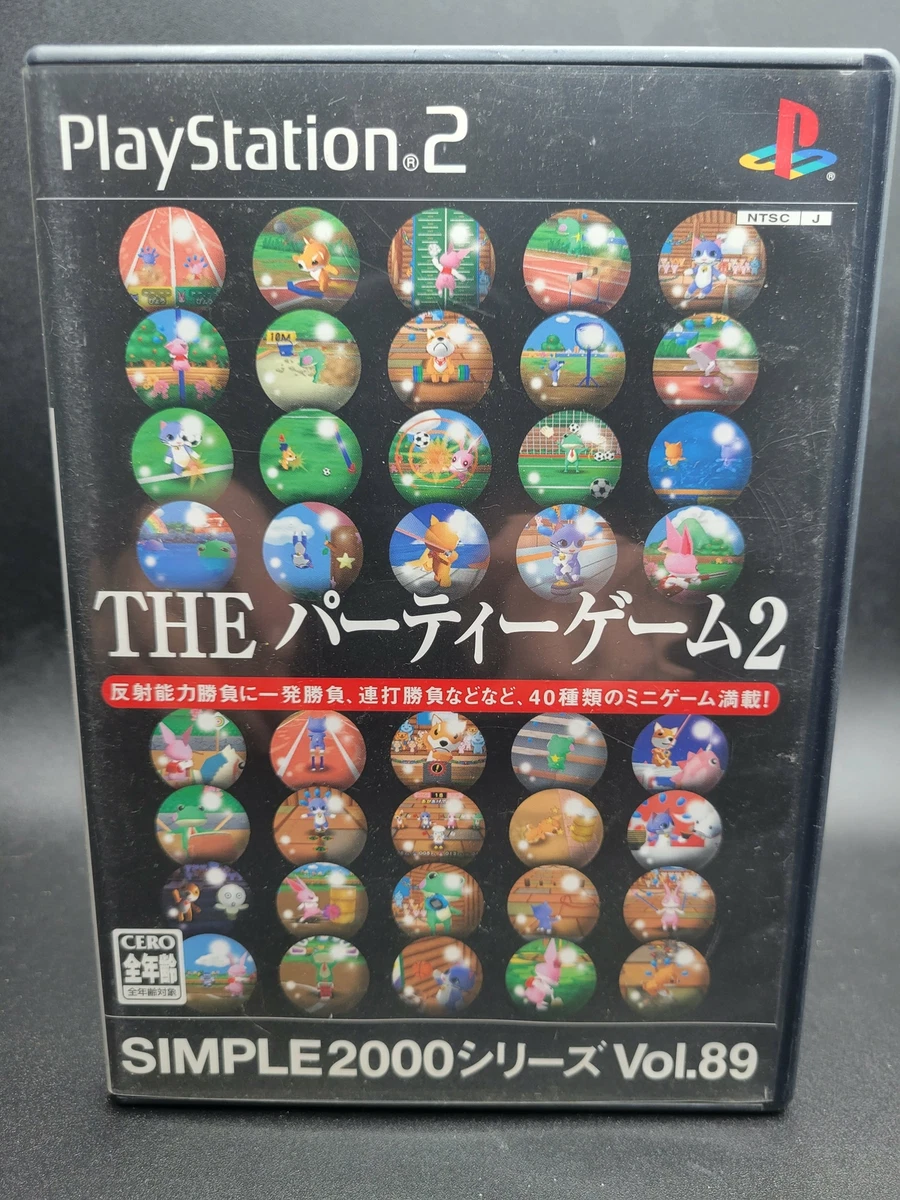 PlayStation®2
NTSC J
10M
THE パーティーゲーム2
反射能力勝負に一発勝負、連打勝負などなど、40種類のミニゲーム満載!
CERO
全年齢
全年齢対象
SIMPLE2000シリーズ Vol.89